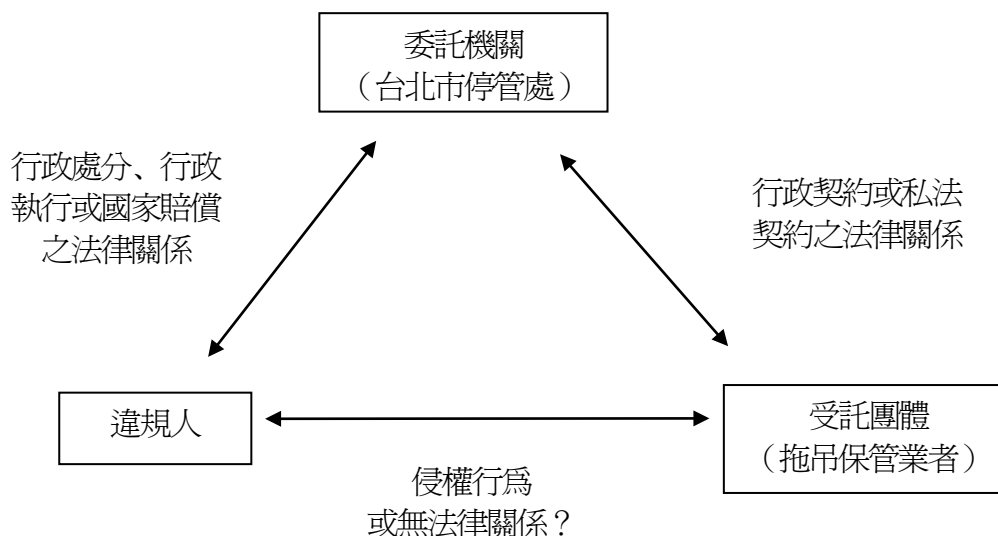 委託機關
（台北市停管處）
行政處分、行政
執行或國家賠償
之法律關係
行政契約或私法
契約之法律關係
違規人
受託團體
（拖吊保管業者）
侵權行為
或無法律關係？